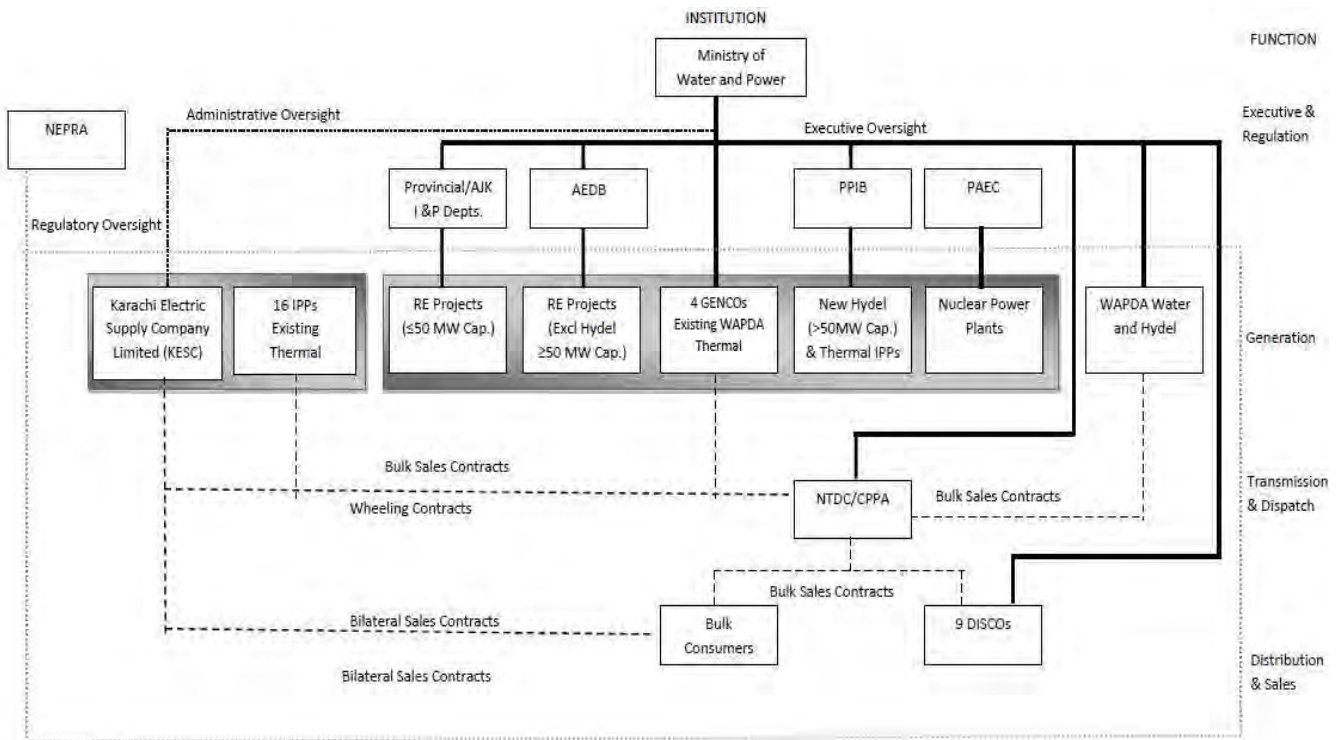 INSTITUTION
FUNCTION
Ministry of
Water and Power
NEPRA
Administrative Oversight
Executive Oversight
Executive &
Regulation
Provincial/AJK
I &P Depts.
AEDB
PPIB
PAEC
Regulatory Oversight
Karachi Electric
Supply Company
Limited (KESC)
16 IPPs
Existing
Thermal
RE Projects
(≤50 MW Cap.)
RE Projects
(Excl Hydel
≥50 MW Cap.)
4 GENCOs
Existing WAPDA
Thermal
New Hydel
(>50MW Cap.)
& Thermal IPPs
Nuclear Power
Plants
WAPDA Water
and Hydel
Generation
Bulk Sales Contracts
Wheeling Contracts
NTDC/CPPA
Bulk Sales Contracts
Transmission
& Dispatch
Bulk Sales Contracts
Bilateral Sales Contracts
Bulk
Consumers
9 DISCOs
Bilateral Sales Contracts
Distribution
& Sales